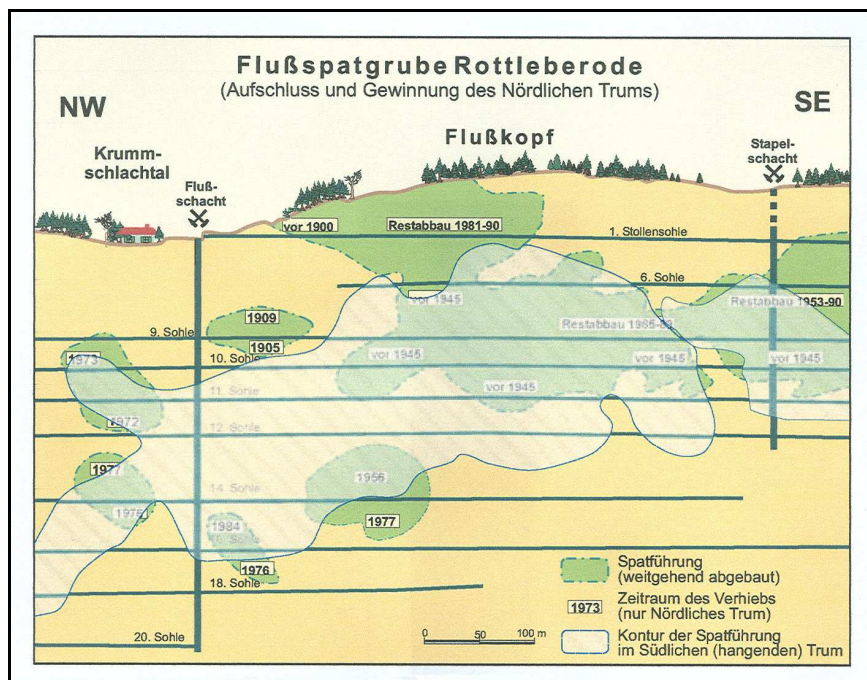 Flußspatgrube Rottleberode
(Aufschluss und Gewinnung des Nördlichen Trums)
NW
SE
Flußkopf
Krumm-
schlachtal
Fluß-
schacht
Stapel-
schacht
vor 1900
Restabbau 1981-90
1. Stollensohle
6. Sohle
vor 1945
Restabbau 1953-90
1909
9. Sohle
1905
10. Sohle
1973
vor 1945
vor 1945
vor 1945
vor 1945
11. Sohle
1972
12. Sohle
1977
14. Sohle
1956
1976
1984
1977
16. Sohle
1976
18. Sohle
20. Sohle
0 50 100 m
Spatführung
(weitgehend abgebaut)
1973
Zeitraum des Verhiebs
(nur Nördliches Trum)
Kontur der Spatführung
im Südlichen (hangenden) Trum